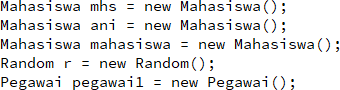 Mahasiswa mhs = new Mahasiswa();
Mahasiswa ani = new Mahasiswa();
Mahasiswa mahasiswa = new Mahasiswa();
Random r = new Random();
Pegawai pegawai1 = new Pegawai();